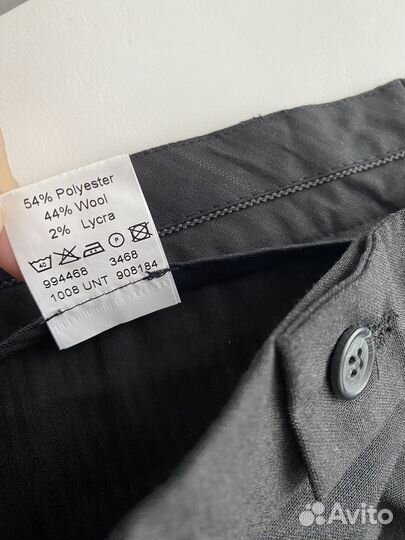 54% Polyester
44% Wool
2% Lycra
40 P
994468 3468
1008 UNT 908184
Avito